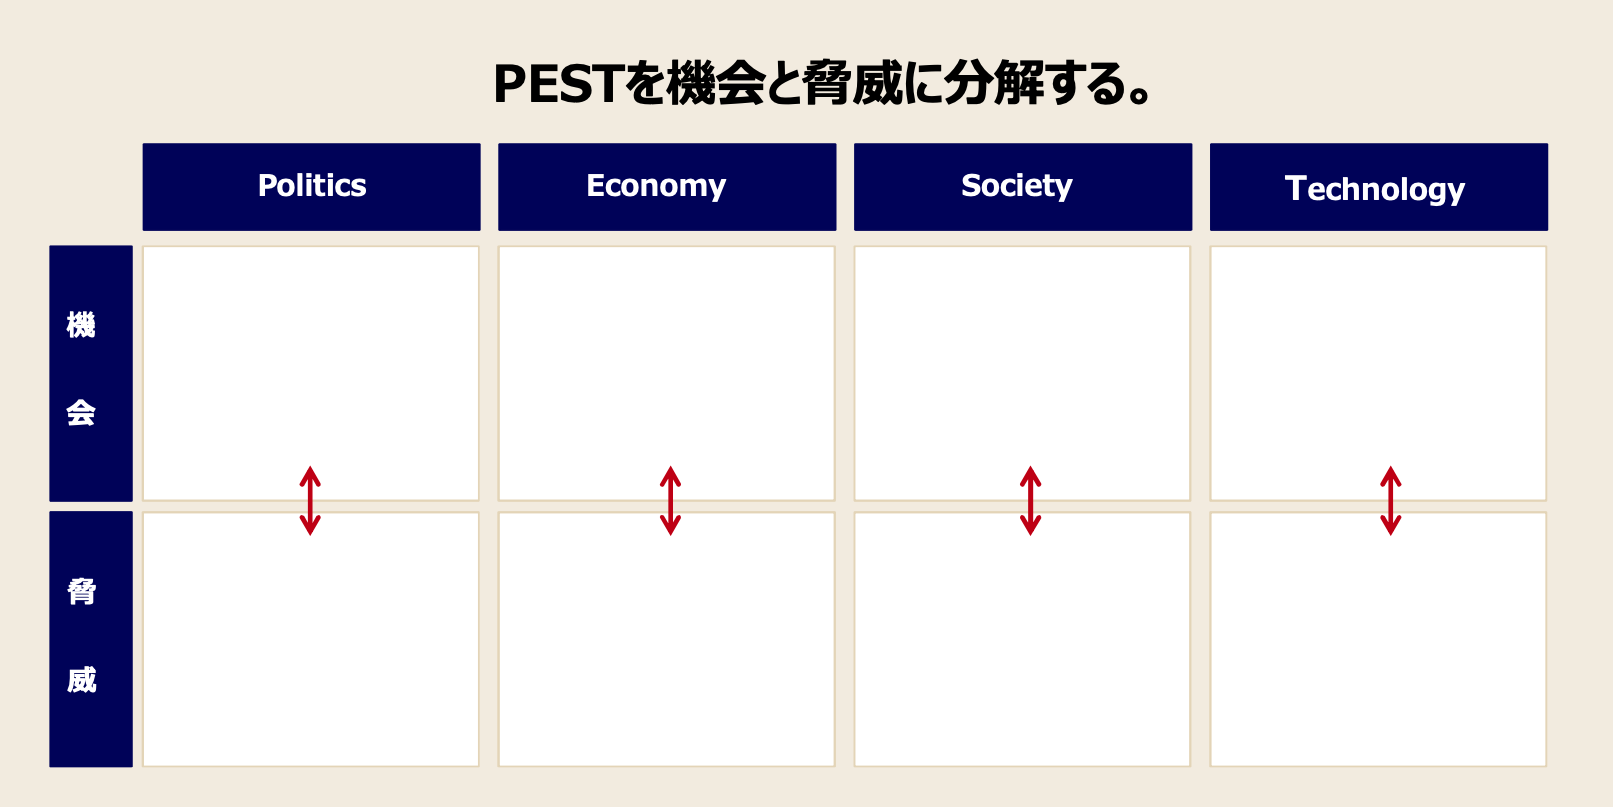 PESTを機会と脅威に分解する。
Politics
Economy
Society
Technology
機会
脅威